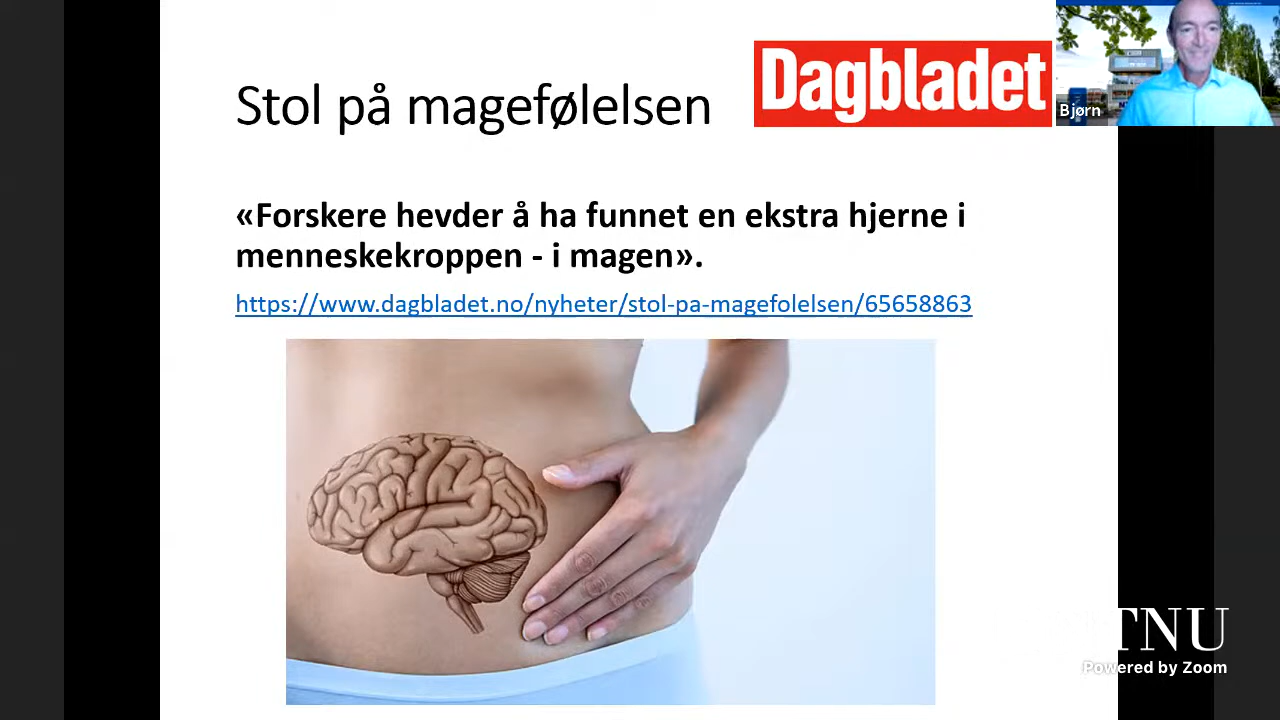 Stol på magefølelsen
Dagbladet
Bjørn
«Forskere hevder å ha funnet en ekstra hjerne i
menneskekroppen - i magen».
https://www.dagbladet.no/nyheter/stol-pa-magefolelsen/65658863
TNU
Powered by Zoom